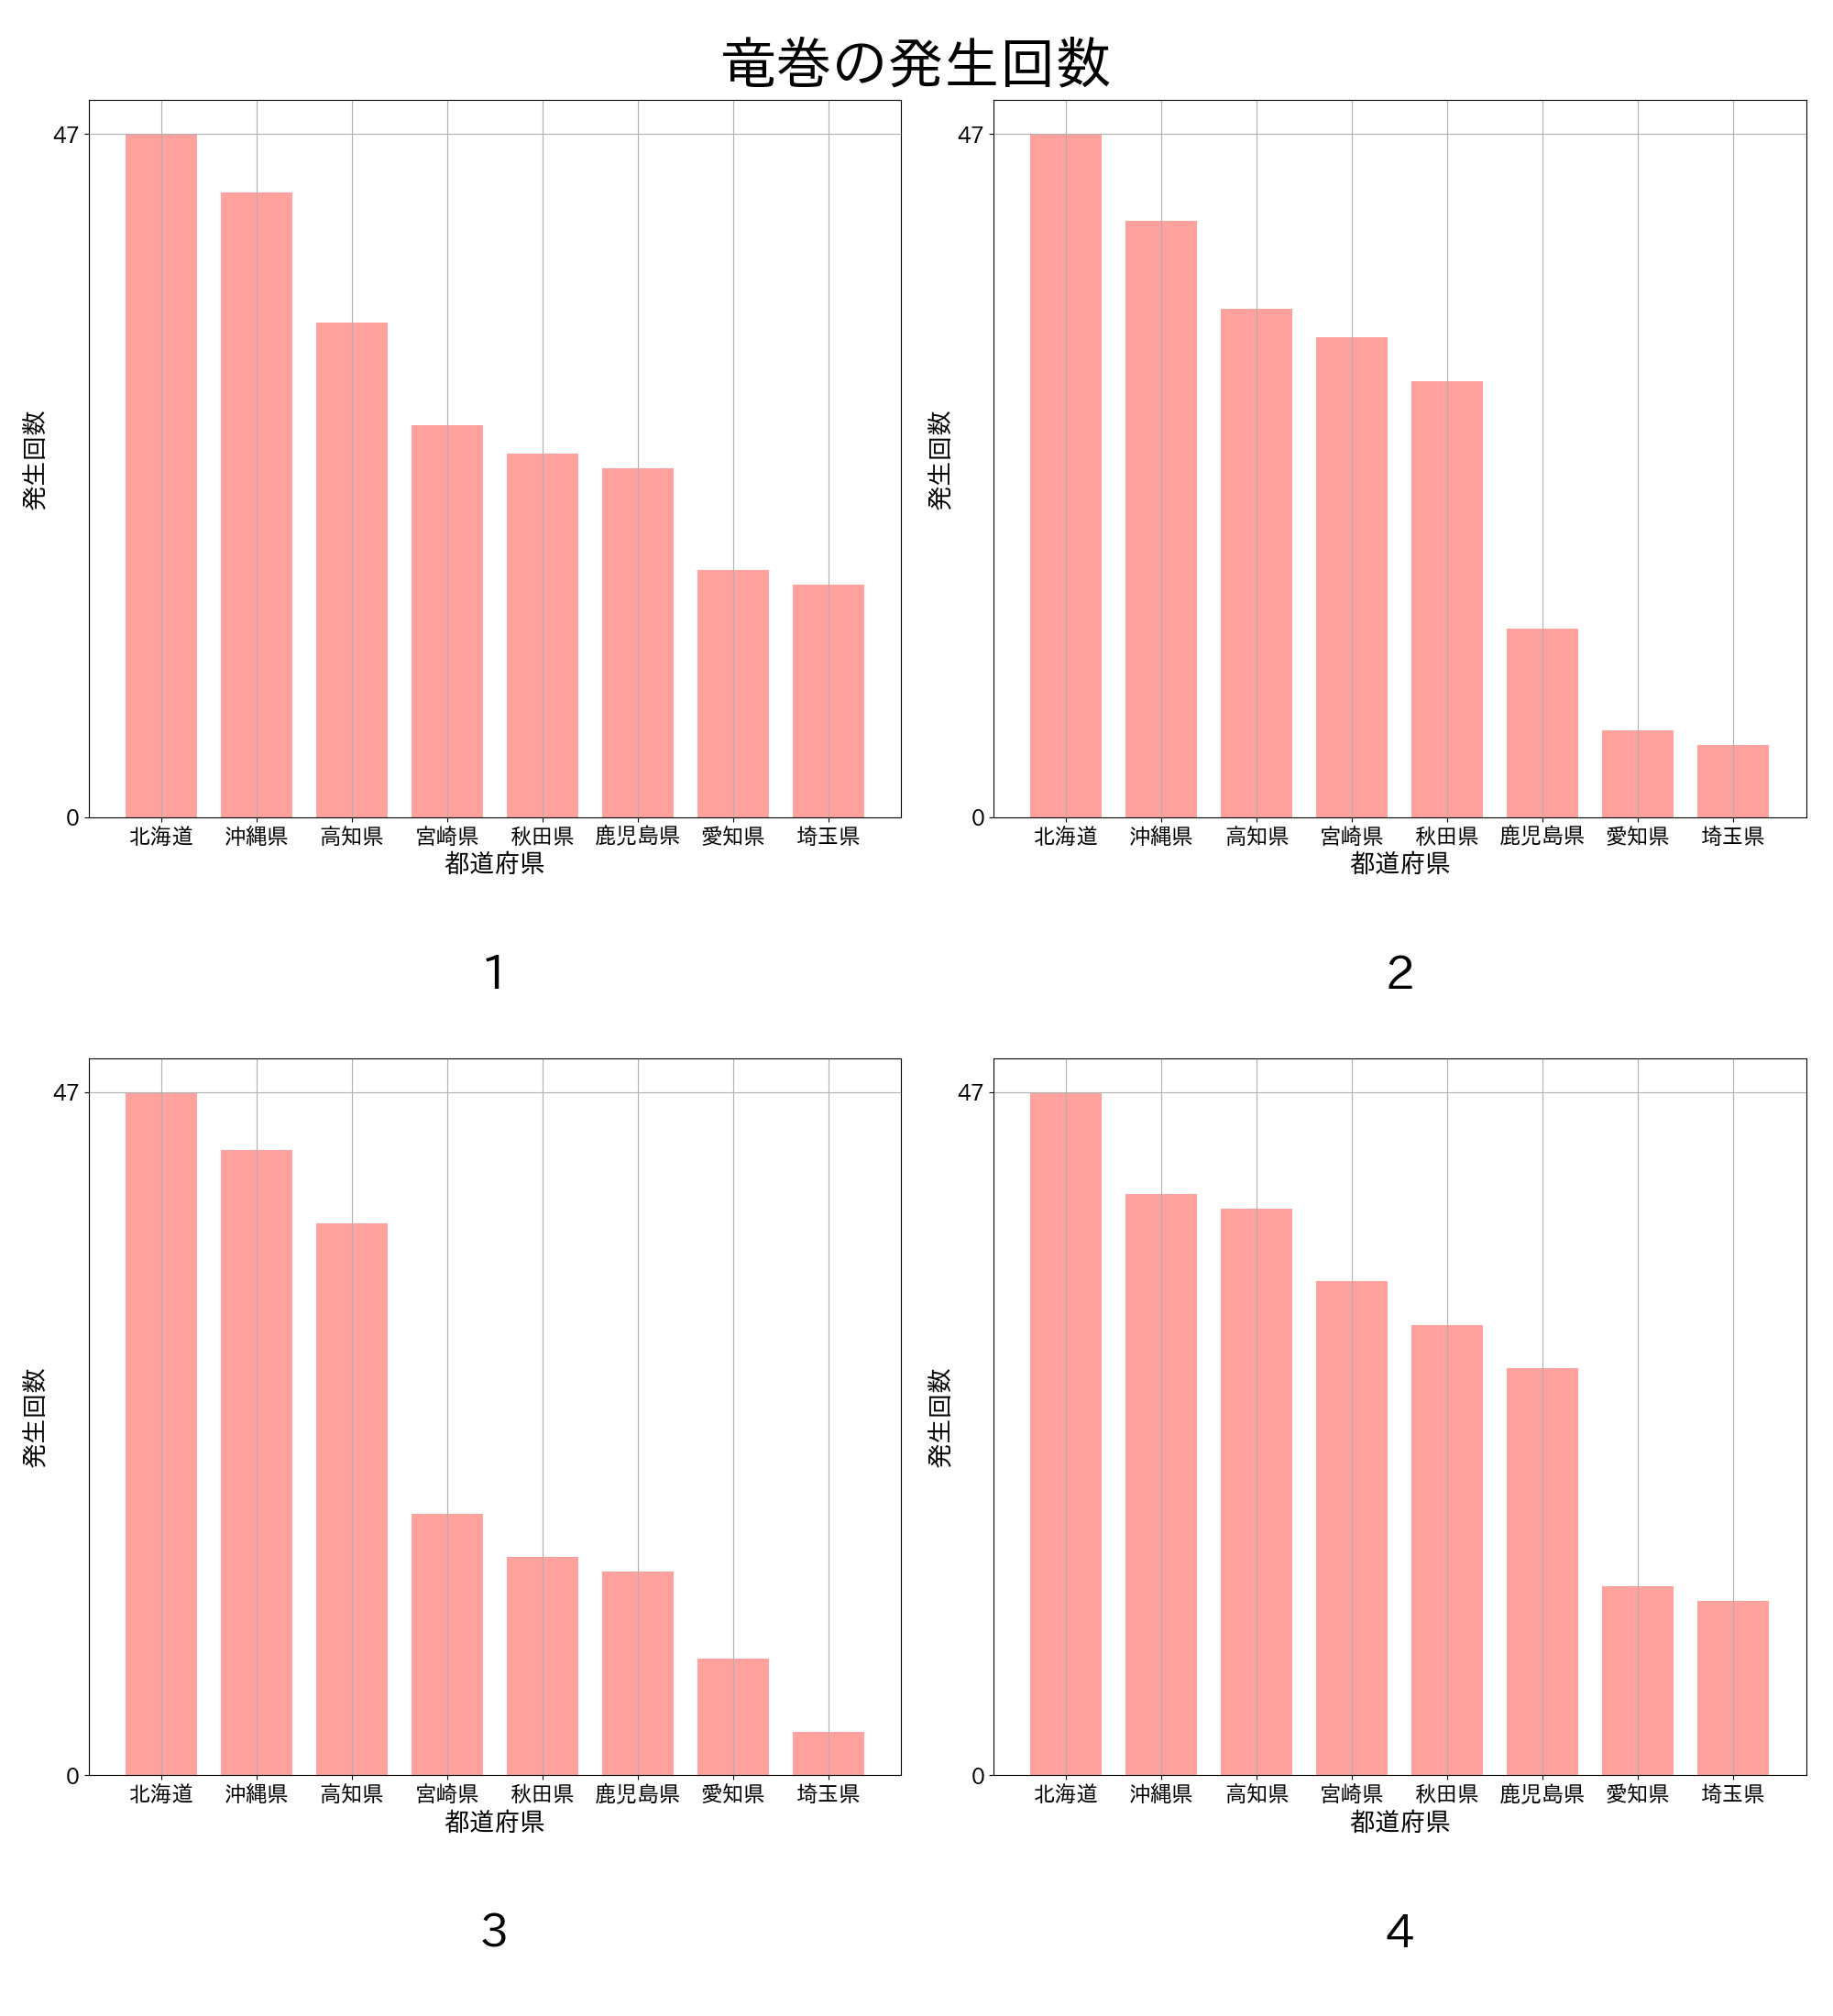 竜巻の発生回数
47
0
発生回数
北海道 沖縄県 高知県 宮崎県 秋田県 鹿児島県 愛知県 埼玉県
都道府県
1
47
0
発生回数
北海道 沖縄県 高知県 宮崎県 秋田県 鹿児島県 愛知県 埼玉県
都道府県
2
47
0
発生回数
北海道 沖縄県 高知県 宮崎県 秋田県 鹿児島県 愛知県 埼玉県
都道府県
3
47
0
発生回数
北海道 沖縄県 高知県 宮崎県 秋田県 鹿児島県 愛知県 埼玉県
都道府県
4